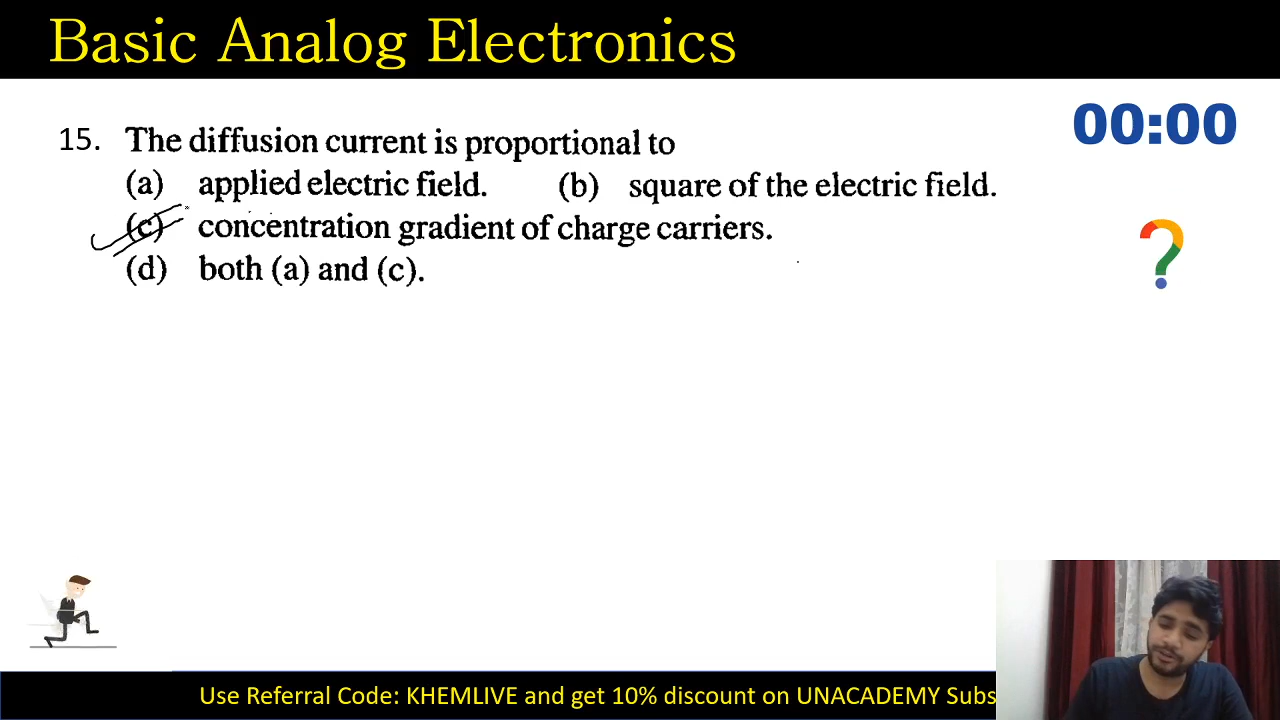 Basic Analog Electronics
00:00
15. The diffusion current is proportional to
(a) applied electric field. (b) square of the electric field.
(c) concentration gradient of charge carriers.
(d) both (a) and (c).
?
Use Referral Code: KHEMLIVE and get 10% discount on UNACADEMY Subs